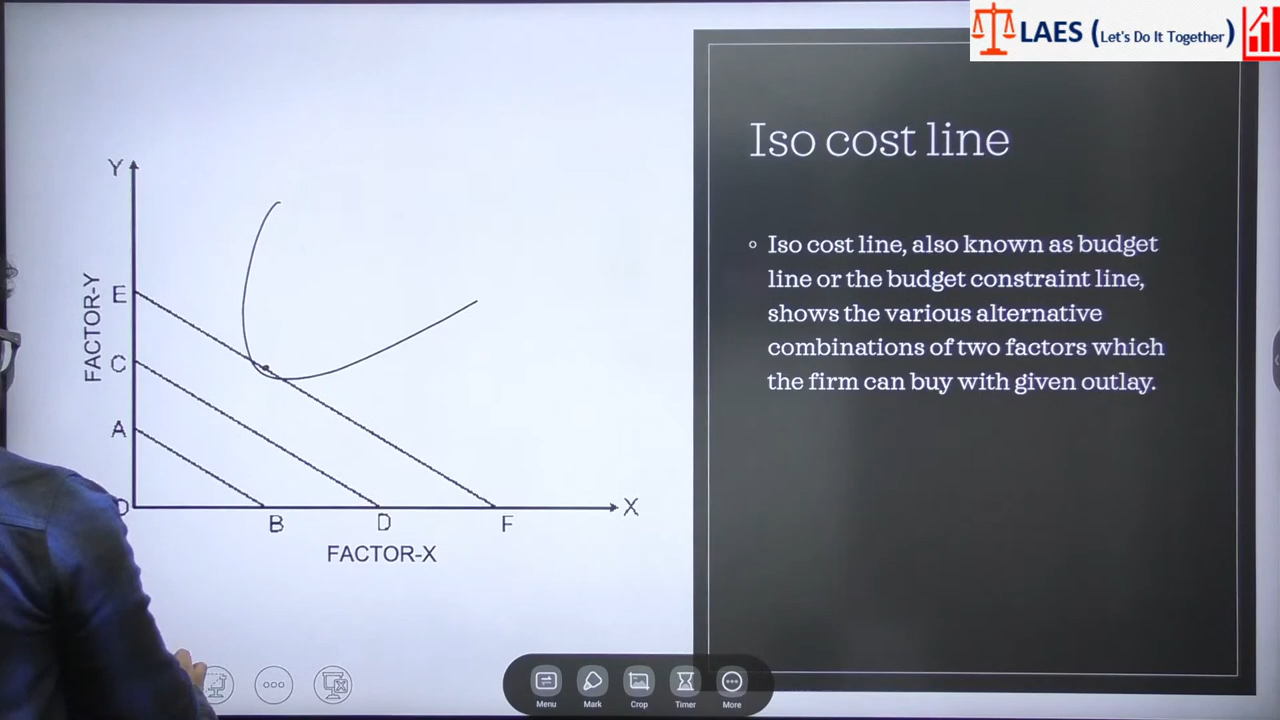 LAES (Let's Do It Together)
Iso cost line
Iso cost line, also known as budget
line or the budget constraint line,
shows the various alternative
combinations of two factors which
the firm can buy with given outlay.
Y
E
C
A
FACTOR-Y
B
D
F
X
FACTOR-X
Menu
Mark
Crop
Timer
More